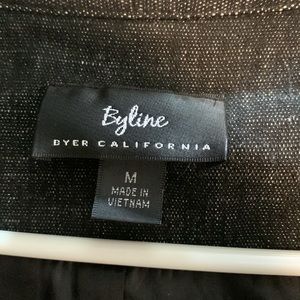 Byline
BYER CALIFORNIA
M
MADE IN
VIETNAM